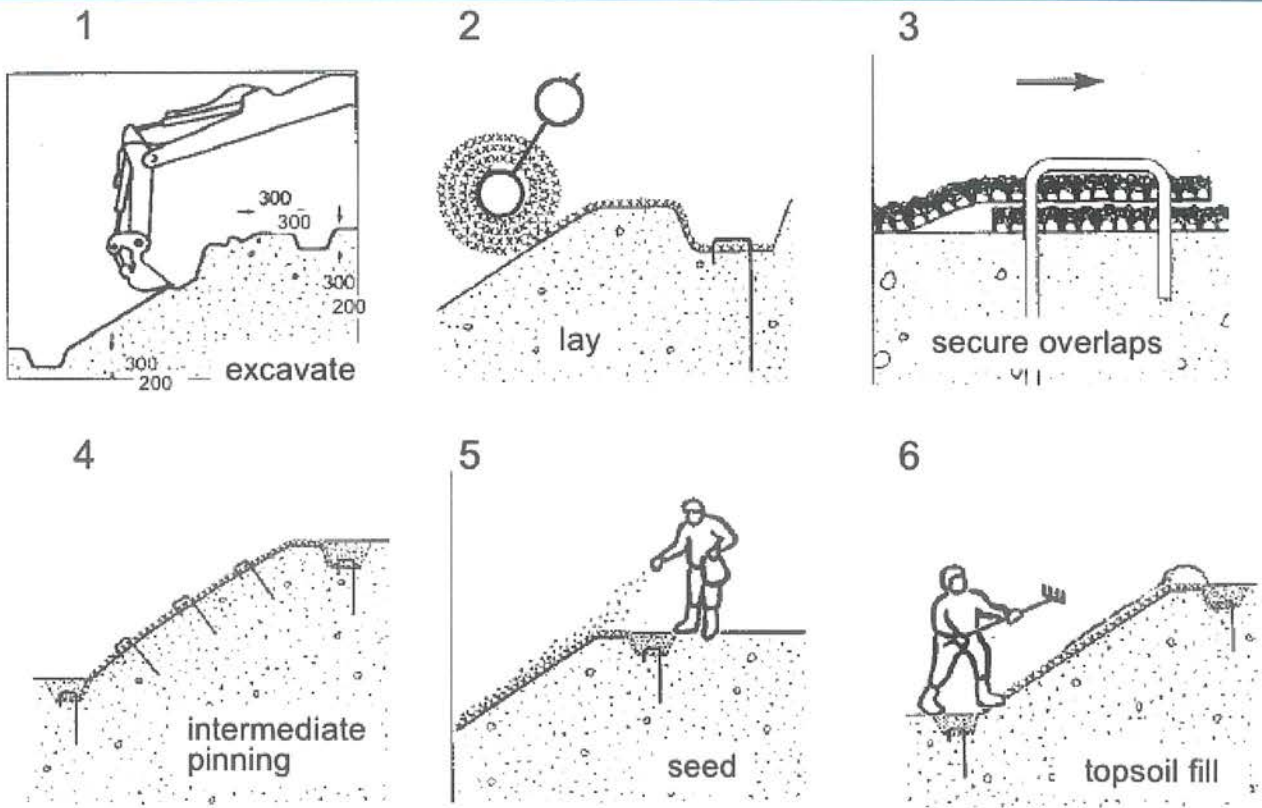 1
300
300
300
200
300
200
excavate
2
lay
3
secure overlaps
4
intermediate
pinning
5
seed
6
topsoil fill